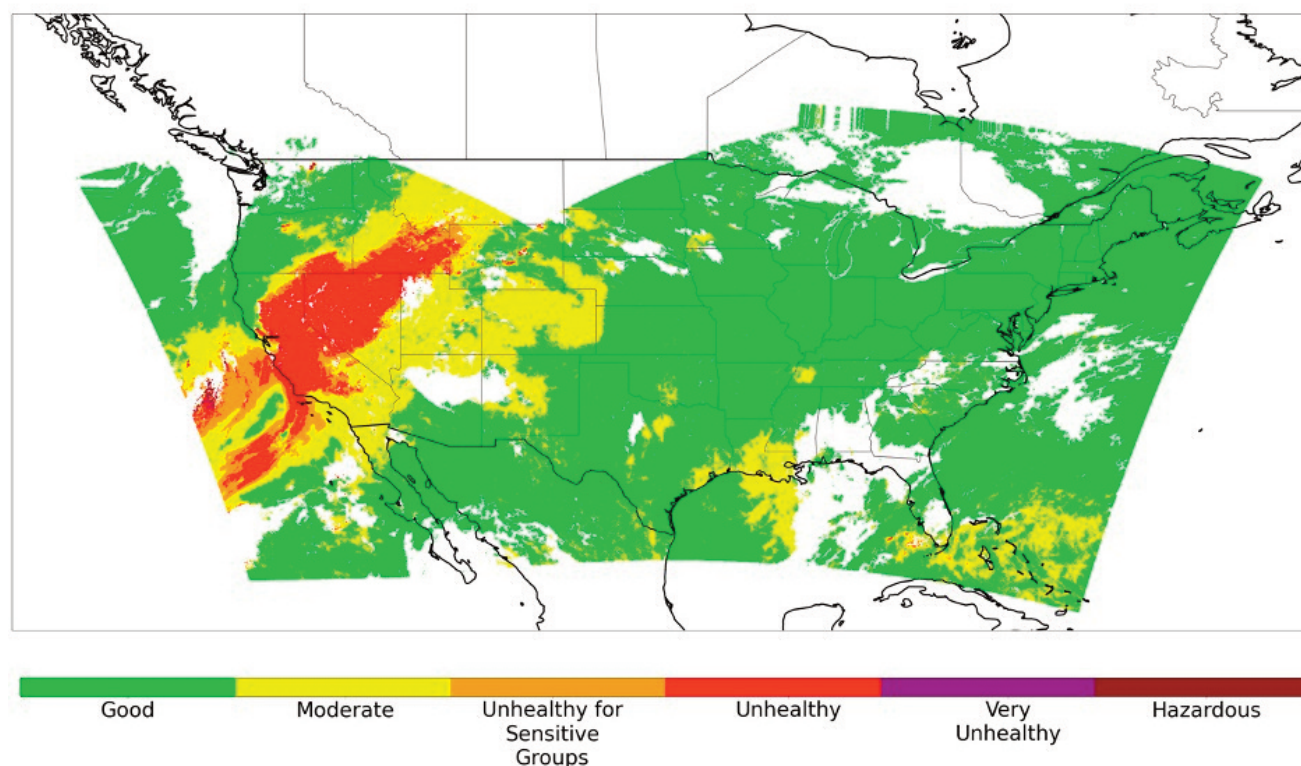 Good
Moderate
Unhealthy for
Sensitive
Groups
Unhealthy
Very
Unhealthy
Hazardous